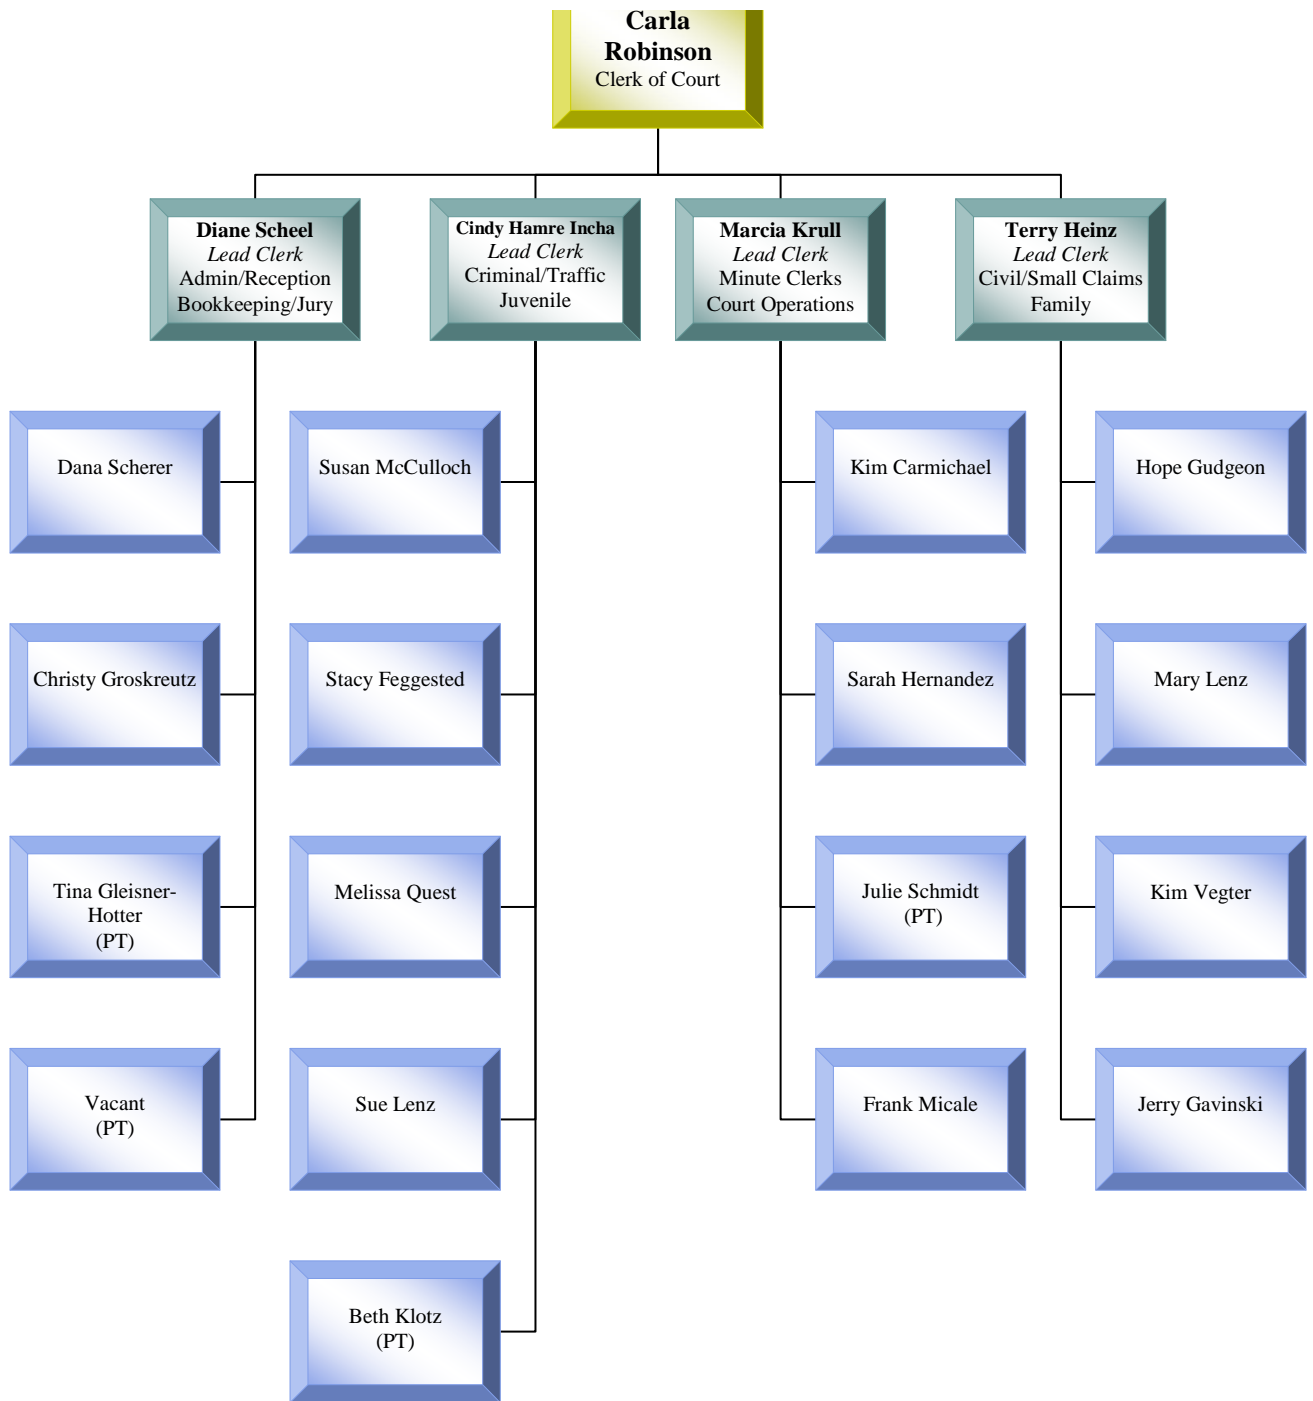 Carla
Robinson
Clerk of Court
Diane Scheel
Lead Clerk
Admin/Reception
Bookkeeping/Jury
Cindy Hamre Incha
Lead Clerk
Criminal/Traffic
Juvenile
Marcia Krull
Lead Clerk
Minute Clerks
Court Operations
Terry Heinz
Lead Clerk
Civil/Small Claims
Family
Dana Scherer
Susan McCulloch
Kim Carmichael
Hope Gudgeon
Christy Groskreutz
Stacy Feggested
Sarah Hernandez
Mary Lenz
Tina Gleisner-
Hotter
(PT)
Melissa Quest
Julie Schmidt
(PT)
Kim Vegter
Vacant
(PT)
Sue Lenz
Frank Micale
Jerry Gavinski
Beth Klotz
(PT)